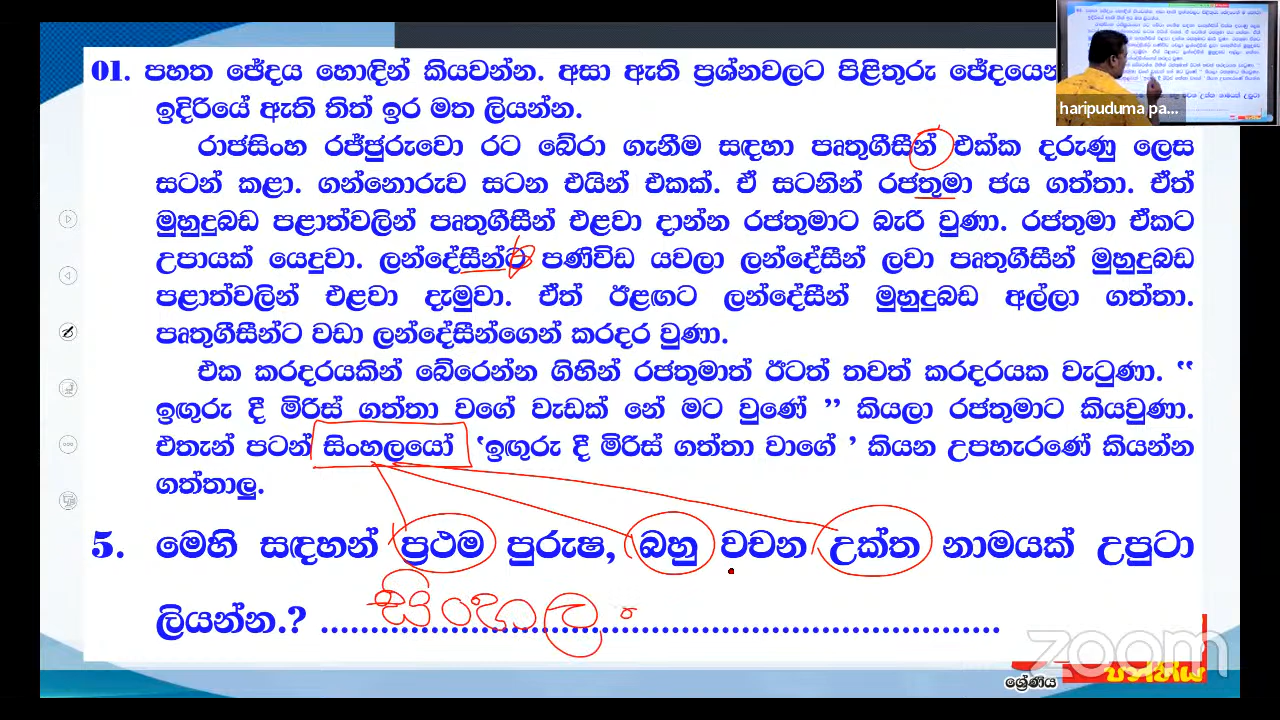 01. පහත ඡේදය හොඳින් කියවන්න. අසා ඇති ප්‍රශ්නවලට පිළිතුරු ඡේදයෙන්
ඉදිරියේ ඇති තිත් ඉර මත ලියන්න.
haripuduma pa...
රාජසිංහ රජ්ජුරුවො රට බේරා ගැනීම සඳහා පෘතුගීසීන් එක්ක දරුණු ලෙස
සටන් කළා. ගන්නොරුව සටන එයින් එකක්. ඒ සටනින් රජතුමා ජය ගත්තා. ඒත්
මුහුදුබඩ පළාත්වලින් පෘතුගීසීන් එළවා දාන්න රජතුමාට බැරි වුණා. රජතුමා ඒකට
උපායක් යෙදුවා. ලන්දේසීන්ට පණිවිඩ යවලා ලන්දේසීන් ලවා පෘතුගීසීන් මුහුදුබඩ
පළාත්වලින් එළවා දැමුවා. ඒත් ඊළඟට ලන්දේසීන් මුහුදුබඩ අල්ලා ගත්තා.
පෘතුගීසීන්ට වඩා ලන්දේසීන්ගෙන් කරදර වුණා.
එක කරදරයකින් බේරෙන්න ගිහින් රජතුමාත් ඊටත් තවත් කරදරයක වැටුණා. ‘‘
ඉඟුරු දී මිරිස් ගත්තා වගේ වැඩක් නේ මට වුණේ ’’ කියලා රජතුමාට කියවුණා.
එතැන් පටන් සිංහලයෝ ‘ඉඟුරු දී මිරිස් ගත්තා වාගේ ’ කියන උපහැරණේ කියන්න
ගත්තාලු.
5. මෙහි සඳහන් ප්‍රථම පුරුෂ, බහු වචන උක්ත නාමයක් උපුටා
ලියන්න.? ..................................................................
සිංහල
zoom
ශ්‍රේණිය පන්තිය